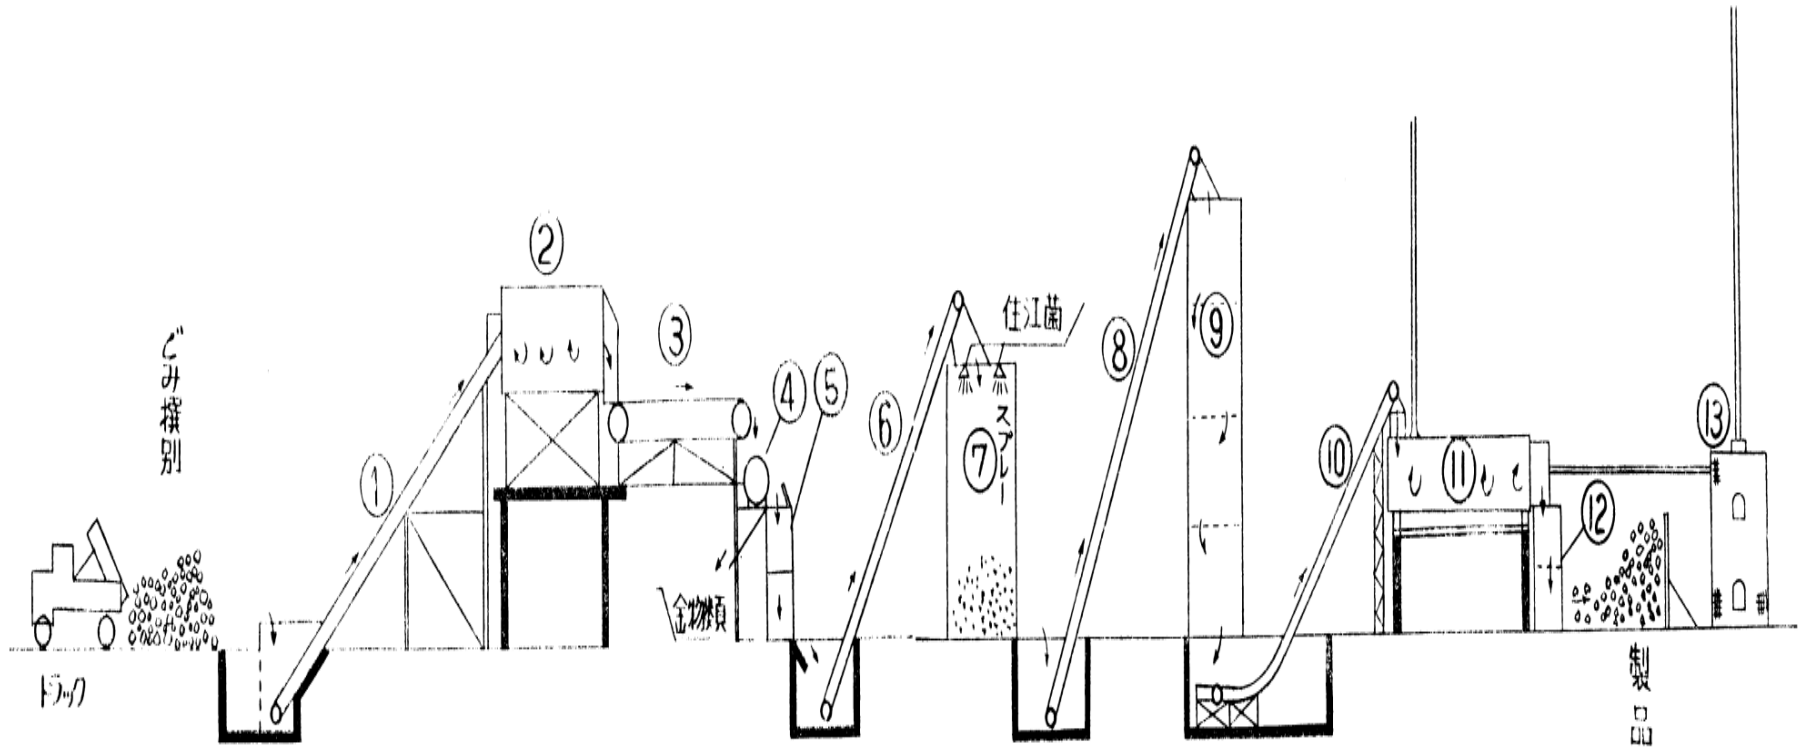 トラック
ごみ撰別
①
②
③
④
⑤
金物類
⑥
住江菌
スプレー
⑦
⑧
⑨
⑩
⑪
⑫
⑬
製品